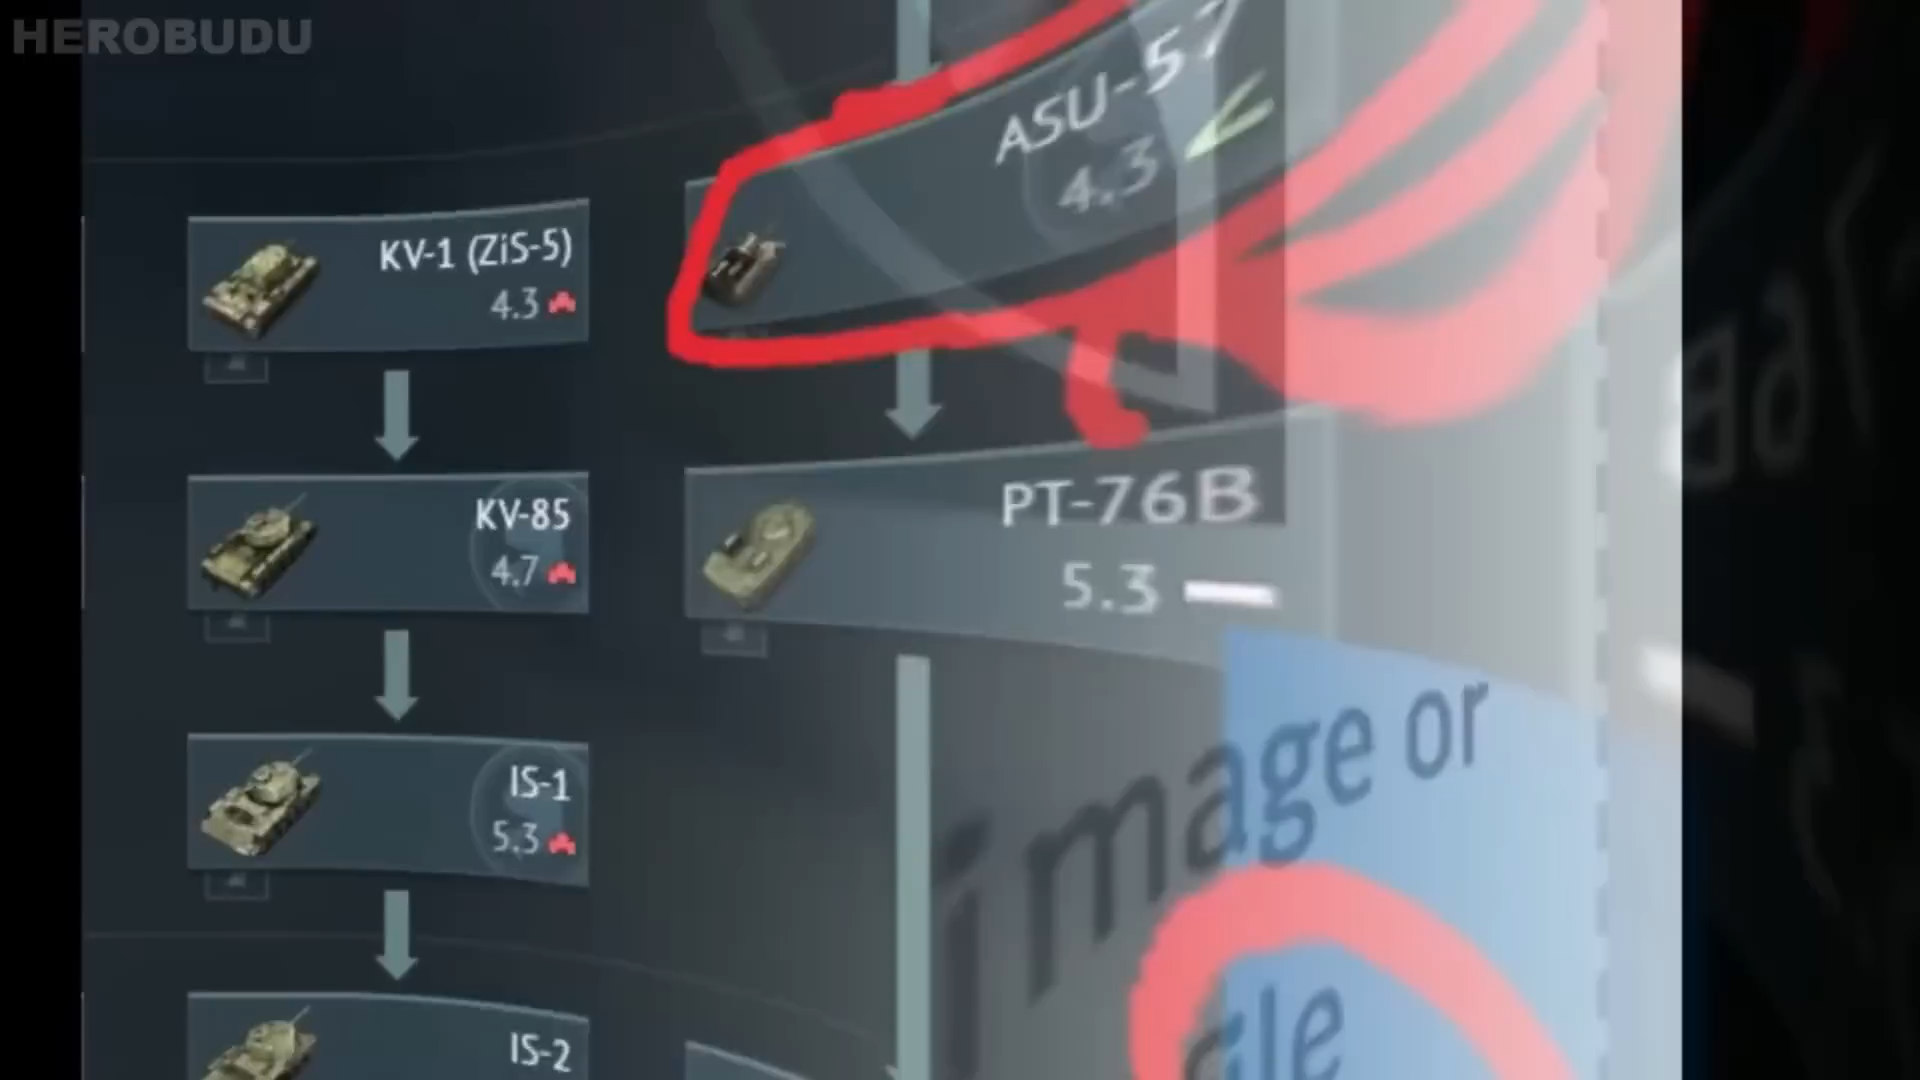 HEROBUDU
ASU-57
4.3
KV-1 (ZiS-5)
4.3
KV-85
4.7
PT-76B
5.3
IS-1
5.3
image or
IS-2